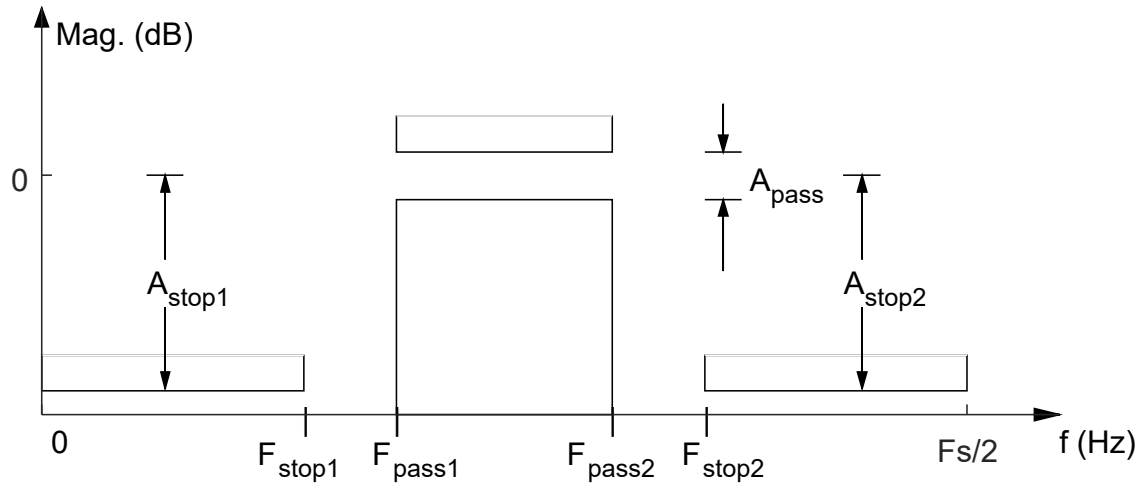 Mag. (dB)
0
A_pass
A_stop1
A_stop2
0
F_stop1
F_pass1
F_pass2
F_stop2
Fs/2
f (Hz)